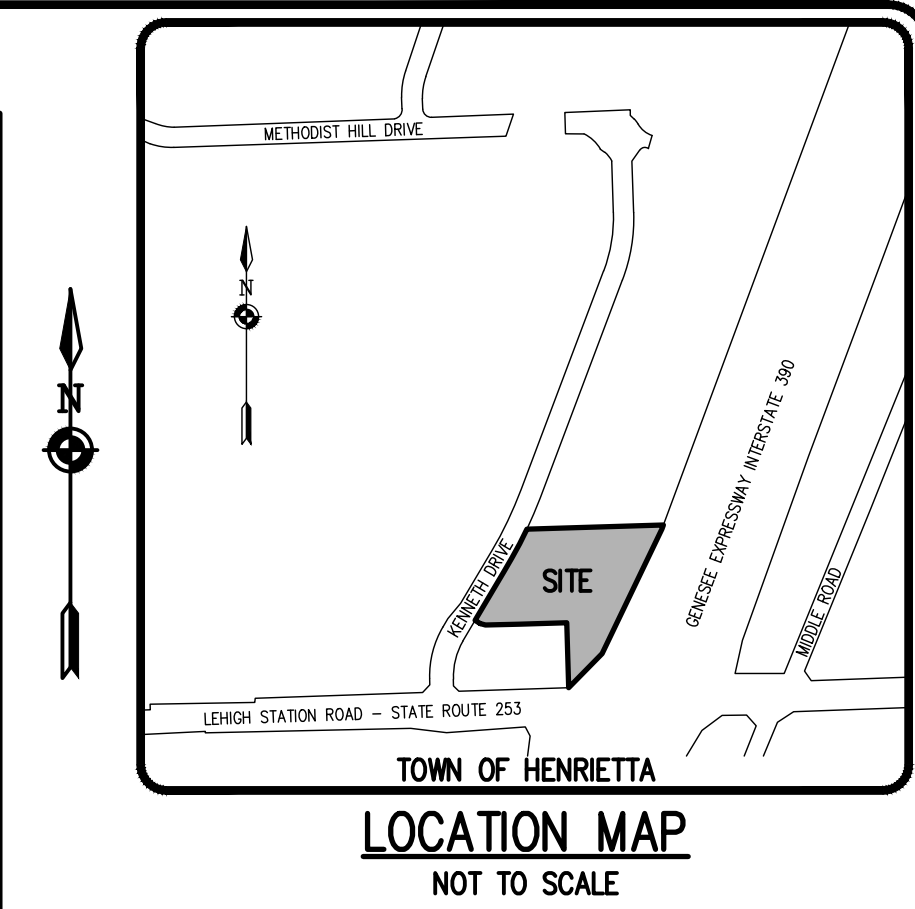 METHODIST HILL DRIVE
N
N
GENESEE EXPRESSWAY INTERSTATE 390
KENNETH DRIVE
SITE
MIDDLE ROAD
LEHIGH STATION ROAD – STATE ROUTE 253
TOWN OF HENRIETTA
LOCATION MAP
NOT TO SCALE